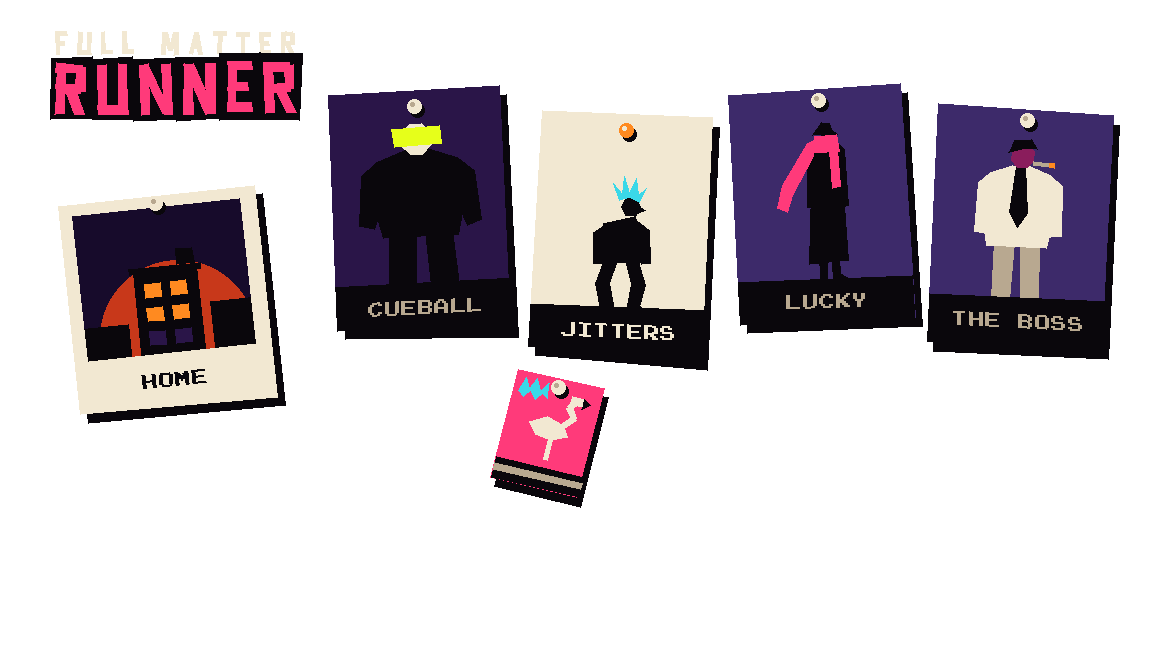 FULL MATTER
RUNNER
CUEBALL
JITTERS
LUCKY
THE BOSS
HOME